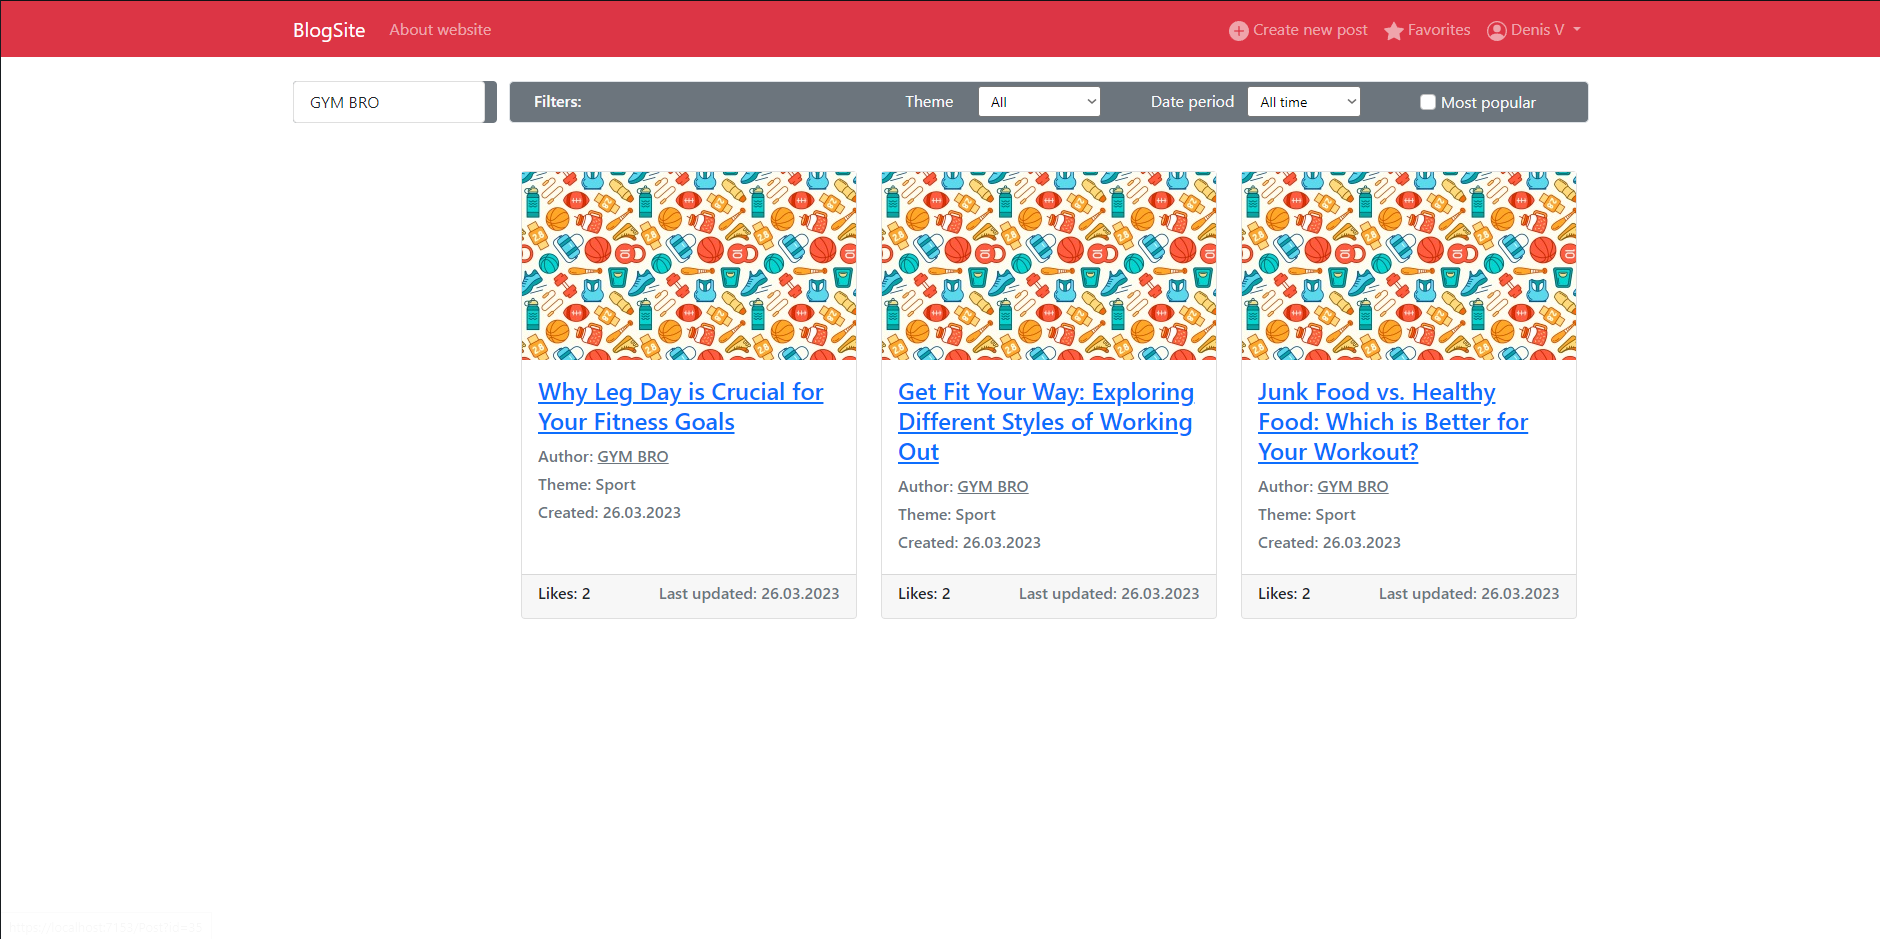 BlogSite About website Create new post Favorites Denis V
GYM BRO Filters: Theme All Date period All time Most popular
Why Leg Day is Crucial for
Your Fitness Goals
Author: GYM BRO
Theme: Sport
Created: 26.03.2023
Likes: 2 Last updated: 26.03.2023
Get Fit Your Way: Exploring
Different Styles of Working
Out
Author: GYM BRO
Theme: Sport
Created: 26.03.2023
Likes: 2 Last updated: 26.03.2023
Junk Food vs. Healthy
Food: Which is Better for
Your Workout?
Author: GYM BRO
Theme: Sport
Created: 26.03.2023
Likes: 2 Last updated: 26.03.2023